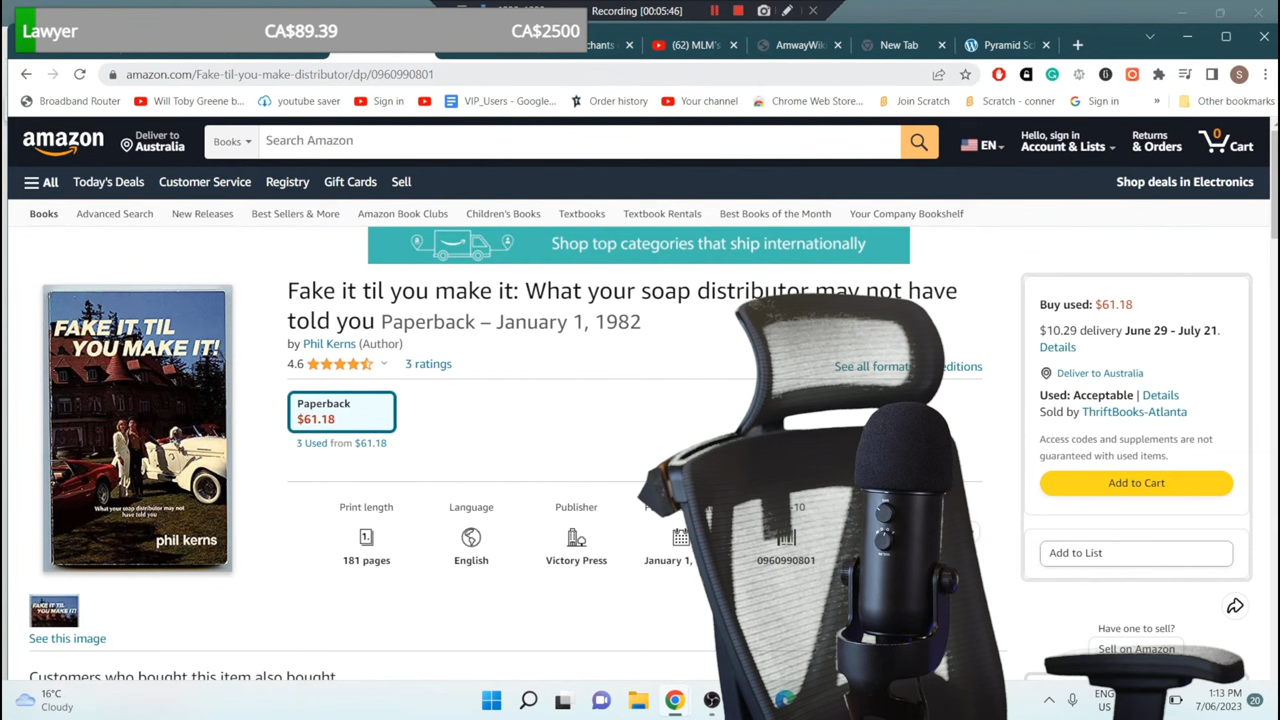 Recording [00:05:46]
Lawyer CA$89.39 CA$2500
chants
(62) MLM's
AmwayWiki
New Tab
Pyramid Sc
amazon.com/Fake-til-you-make-distributor/dp/0960990801
Broadband Router
Will Tooty Greene b...
youtube saver
Sign in
VIP_Users - Google...
Order history
Your channel
Chrome Web Store...
Join Scratch
Scratch - conner
Sign in
»
Other bookmarks
amazon
Deliver to
Australia
Books
Search Amazon
EN
Hello, sign in
Account & Lists
Returns
& Orders
0
Cart
All
Today's Deals
Customer Service
Registry
Gift Cards
Sell
Shop deals in Electronics
Books
Advanced Search
New Releases
Best Sellers & More
Amazon Book Clubs
Children's Books
Textbooks
Textbook Rentals
Best Books of the Month
Your Company Bookshelf
Shop top categories that ship internationally
FAKE IT TIL
YOU MAKE IT!
What your soap distributor may
not have told you
phil kerns
Fake it til you make it: What your soap distributor may not have
told you Paperback – January 1, 1982
by Phil Kerns (Author)
4.6
3 ratings
See all format editions
Paperback
$61.18
3 Used from $61.18
Print length
181 pages
Language
English
Publisher
Victory Press
January 1,
-10
0960990801
Buy used: $61.18
$10.29 delivery June 29 - July 21.
Details
Deliver to Australia
Used: Acceptable | Details
Sold by ThriftBooks-Atlanta
Access codes and supplements are not
guaranteed with used items.
Add to Cart
Add to List
Have one to sell?
Sell on Amazon
FAKE IT TIL
YOU MAKE IT!
See this image
Customers who bought this item also bought
16°C
Cloudy
ENG
US
1:13 PM
7/06/2023
20